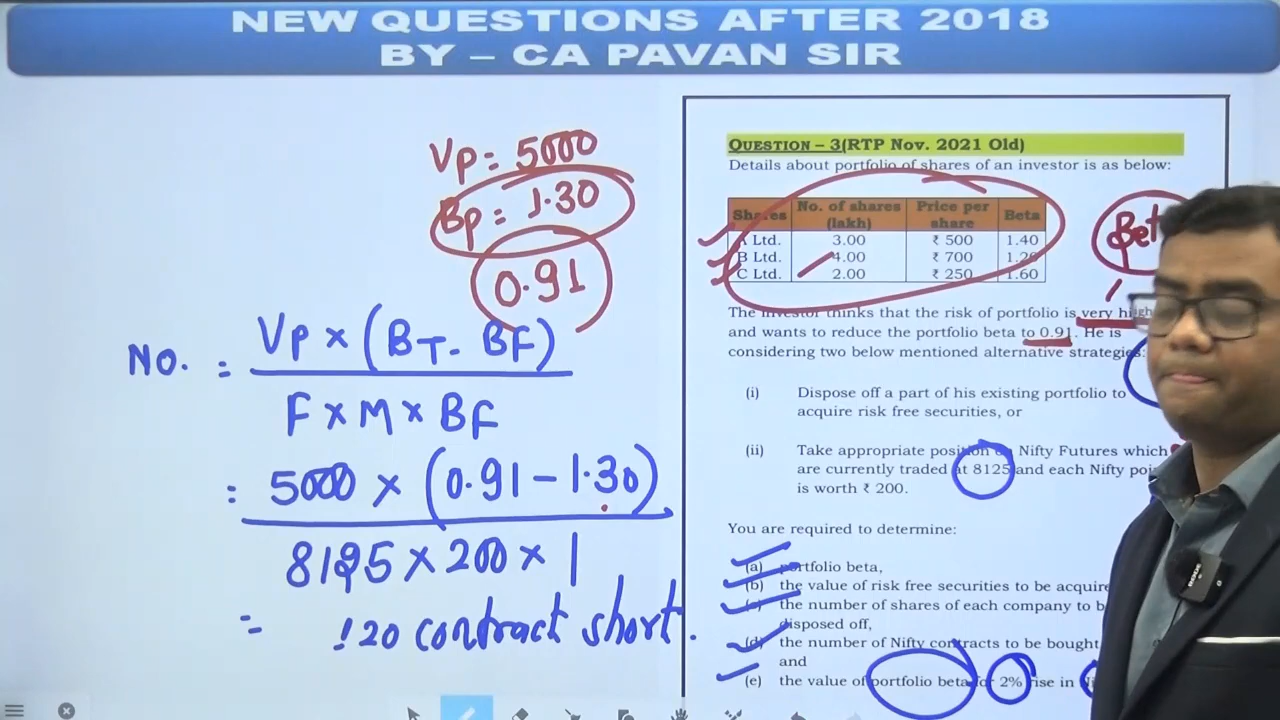 NEW QUESTIONS AFTER 2018
BY – CA PAVAN SIR
Vp = 5000
Bp = 1.30
0.91
NO. = Vp × (BT - BF)
F × M × BF
= 5000 × (0.91 - 1.30)
8125 × 200 × 1
= 120 contract short.
QUESTION – 3(RTP Nov. 2021 Old)
Details about portfolio of shares of an investor is as below:
Shares No. of shares (lakh) Price per share Beta
A Ltd. 3.00 ₹ 500 1.40
B Ltd. 4.00 ₹ 700
C Ltd. 2.00 ₹ 250 1.60
Beta
The investor thinks that the risk of portfolio is very high
and wants to reduce the portfolio beta to 0.91. He is
considering two below mentioned alternative strategies:
(i) Dispose off a part of his existing portfolio to
acquire risk free securities, or
(ii) Take appropriate position on Nifty Futures which
are currently traded at 8125 and each Nifty
is worth ₹ 200.
You are required to determine:
(a) portfolio beta,
(b) the value of risk free securities to be
(c) the number of shares of each company to
disposed off,
(d) the number of Nifty contracts to be bought
and
(e) the value of portfolio beta for 2% rise in